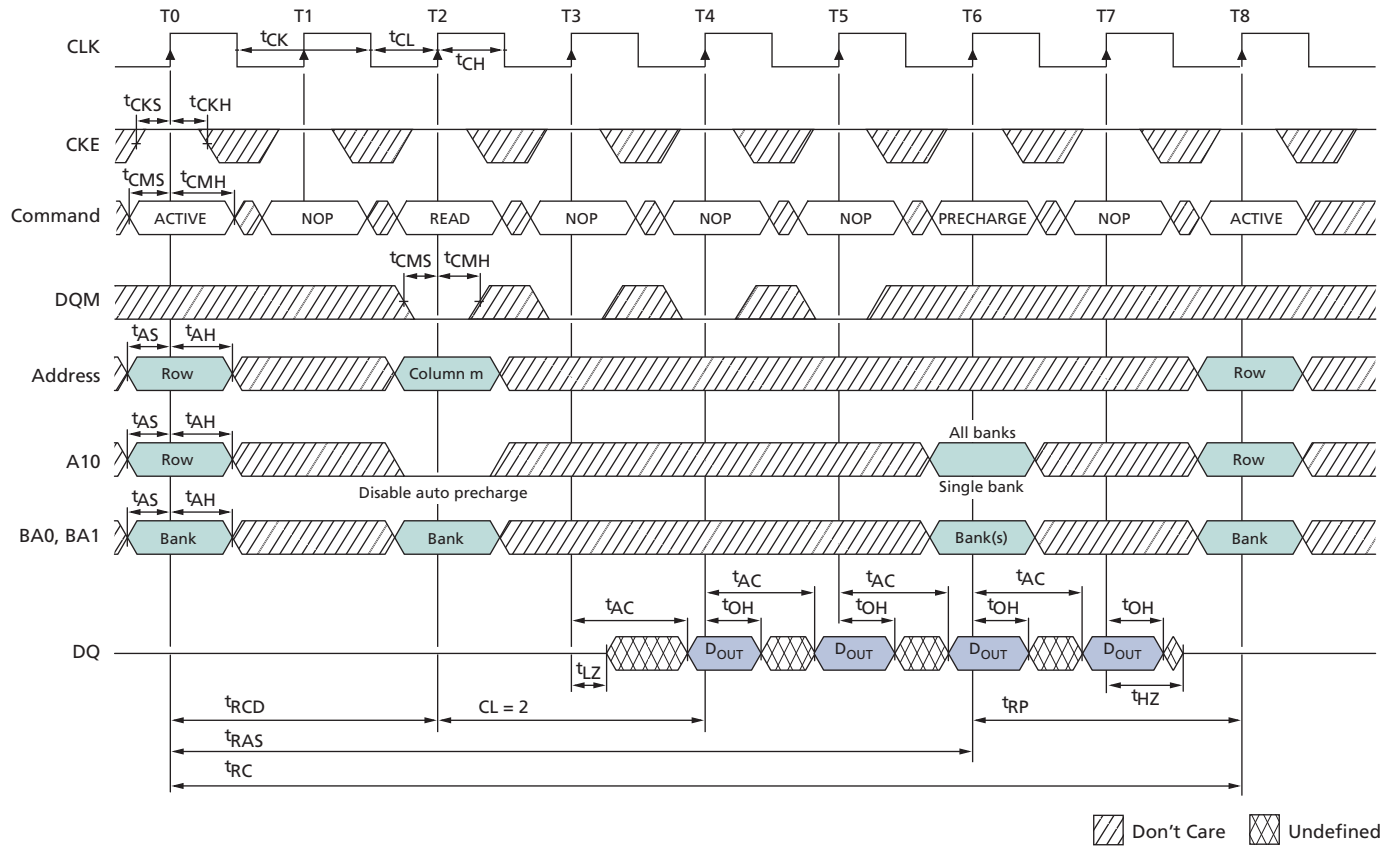 T0 T1 T2 T3 T4 T5 T6 T7 T8
CLK
tCK tCL
tCH
tCKS tCKH
CKE
tCMS tCMH
Command ACTIVE NOP READ NOP NOP NOP PRECHARGE NOP ACTIVE
tCMS tCMH
DQM
tAS tAH
Address Row Column m Row
tAS tAH
All banks
A10 Row Row
Disable auto precharge Single bank
tAS tAH
BA0, BA1 Bank Bank Bank(s) Bank
tAC tAC tAC
tAC tOH tOH tOH tOH
DQ DOUT DOUT DOUT DOUT
tLZ tHZ
tRCD CL = 2 tRP
tRAS
tRC
Don't Care Undefined